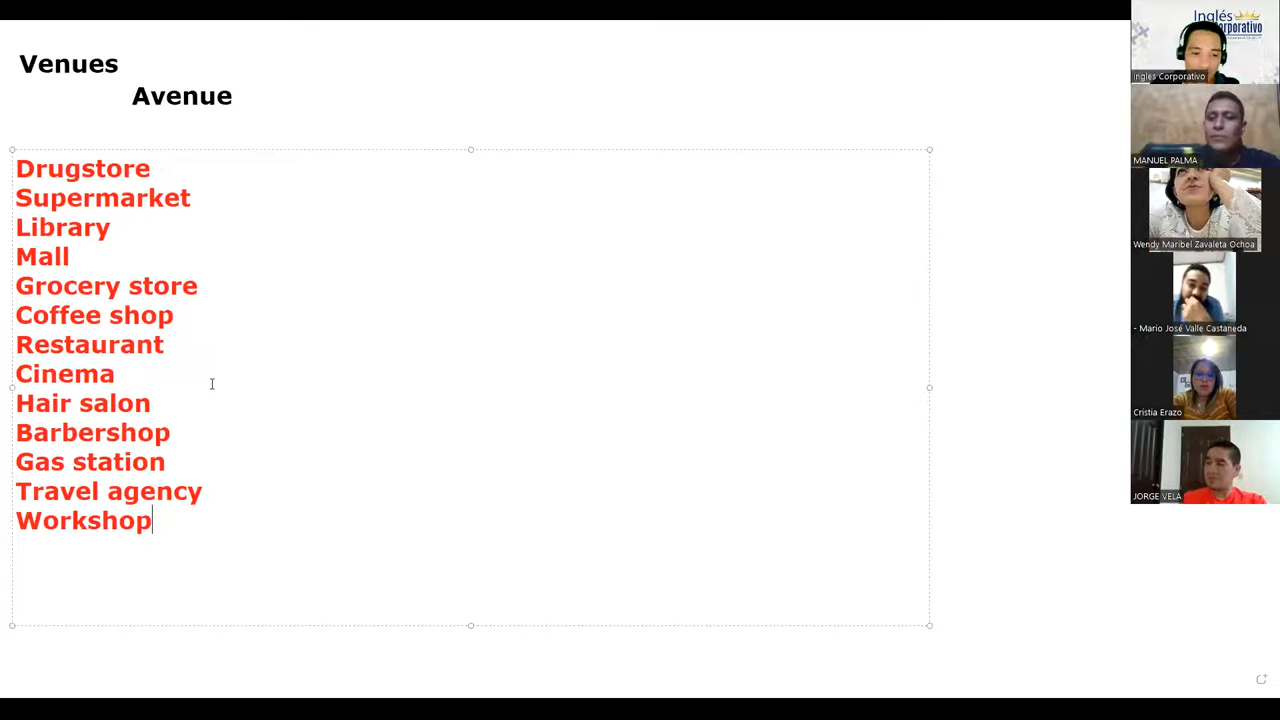 Venues
Avenue
Drugstore
Supermarket
Library
Mall
Grocery store
Coffee shop
Restaurant
Cinema
Hair salon
Barbershop
Gas station
Travel agency
Workshop
Inglés
Corporativo
Ingles Corporativo
MANUEL PALMA
Wendy Maribel Zavaleta Ochoa
- Mario José Valle Castaneda
Cristia Erazo
JORGE VELA